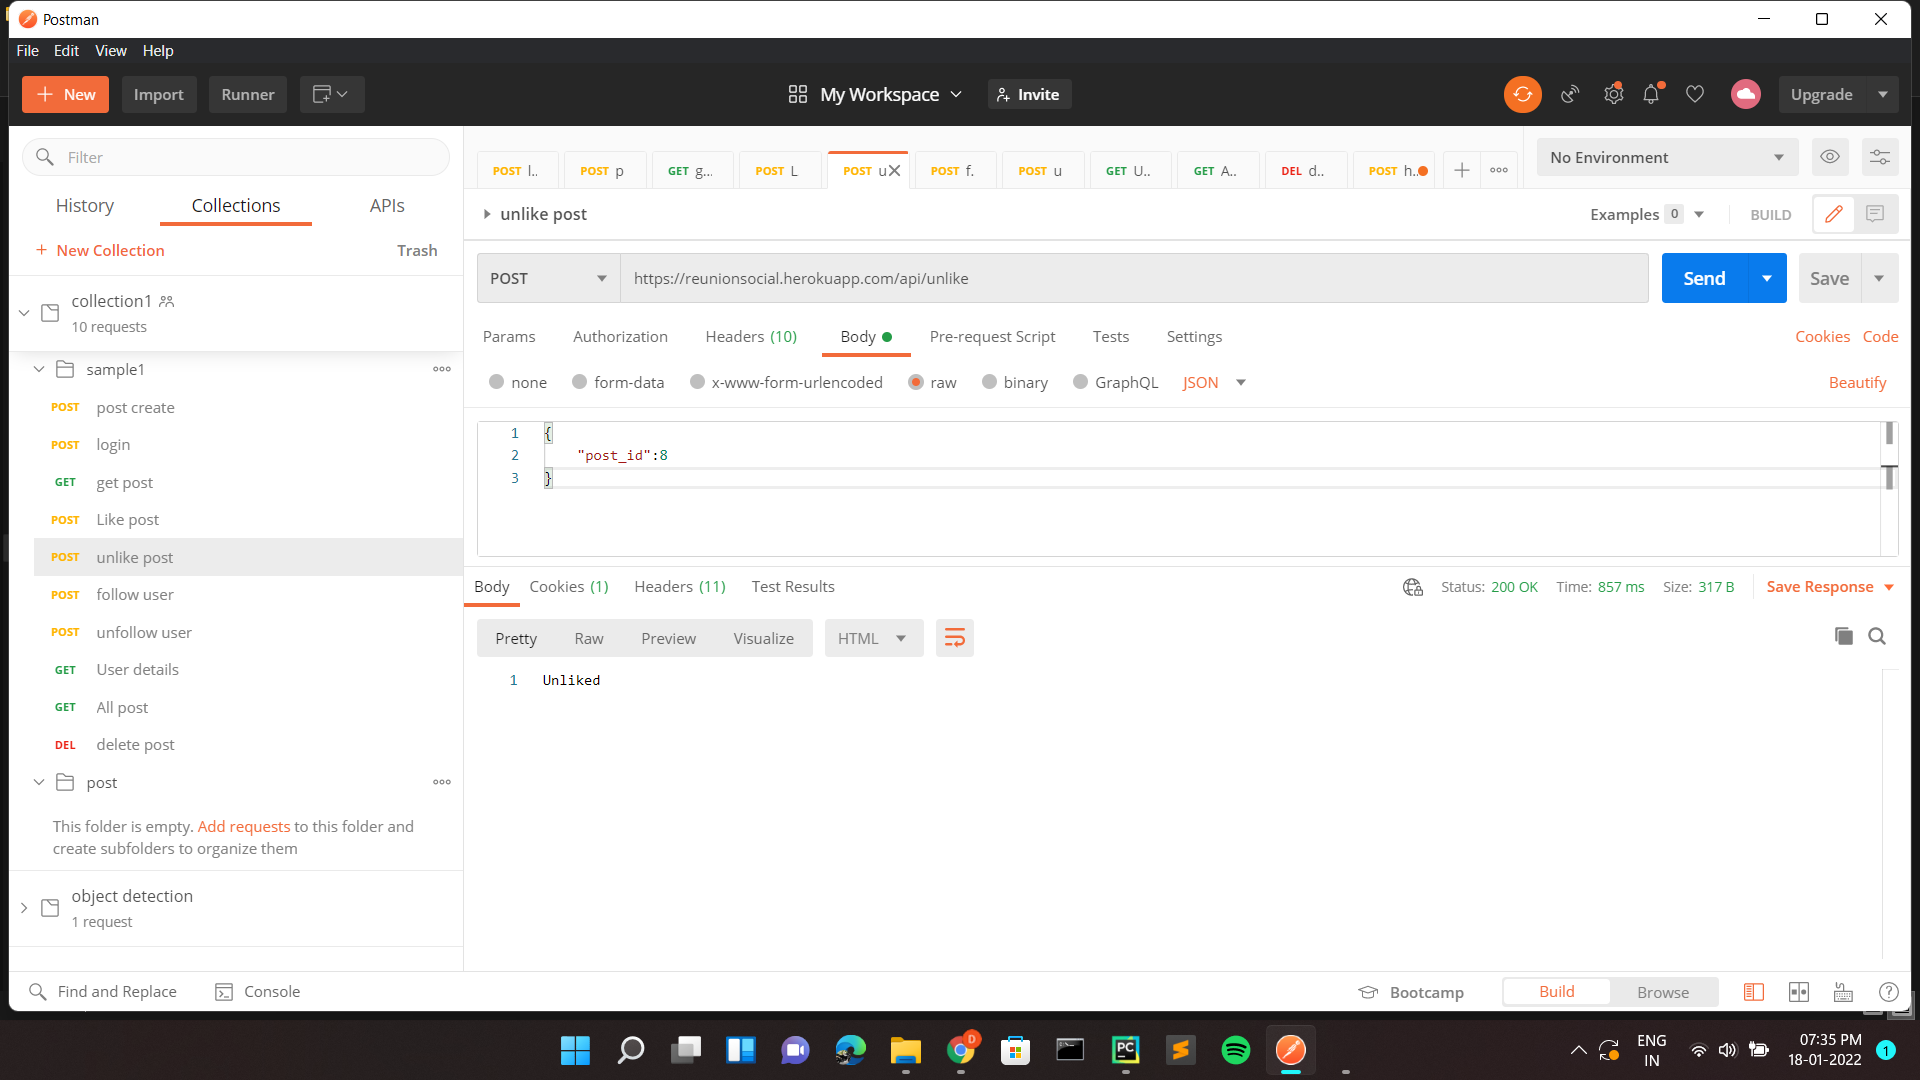 Postman
File Edit View Help
New Import Runner My Workspace Invite Upgrade
Filter
History Collections APIs
+ New Collection Trash
collection1
10 requests
sample1
POST post create
POST login
GET get post
POST Like post
POST unlike post
POST follow user
POST unfollow user
GET User details
GET All post
DEL delete post
post
This folder is empty. Add requests to this folder and
create subfolders to organize them
object detection
1 request
POST l.. POST p GET g... POST L POST u POST f. POST u GET U.. GET A.. DEL d.. POST h..
No Environment
unlike post Examples 0 BUILD
POST https://reunionsocial.herokuapp.com/api/unlike Send Save
Params Authorization Headers (10) Body Pre-request Script Tests Settings Cookies Code
none form-data x-www-form-urlencoded raw binary GraphQL JSON Beautify
1 {
2 "post_id":8
3 }
Body Cookies (1) Headers (11) Test Results Status: 200 OK Time: 857 ms Size: 317 B Save Response
Pretty Raw Preview Visualize HTML
1 Unliked
Find and Replace Console Bootcamp Build Browse
D
PC
ENG
IN
07:35 PM
18-01-2022
1